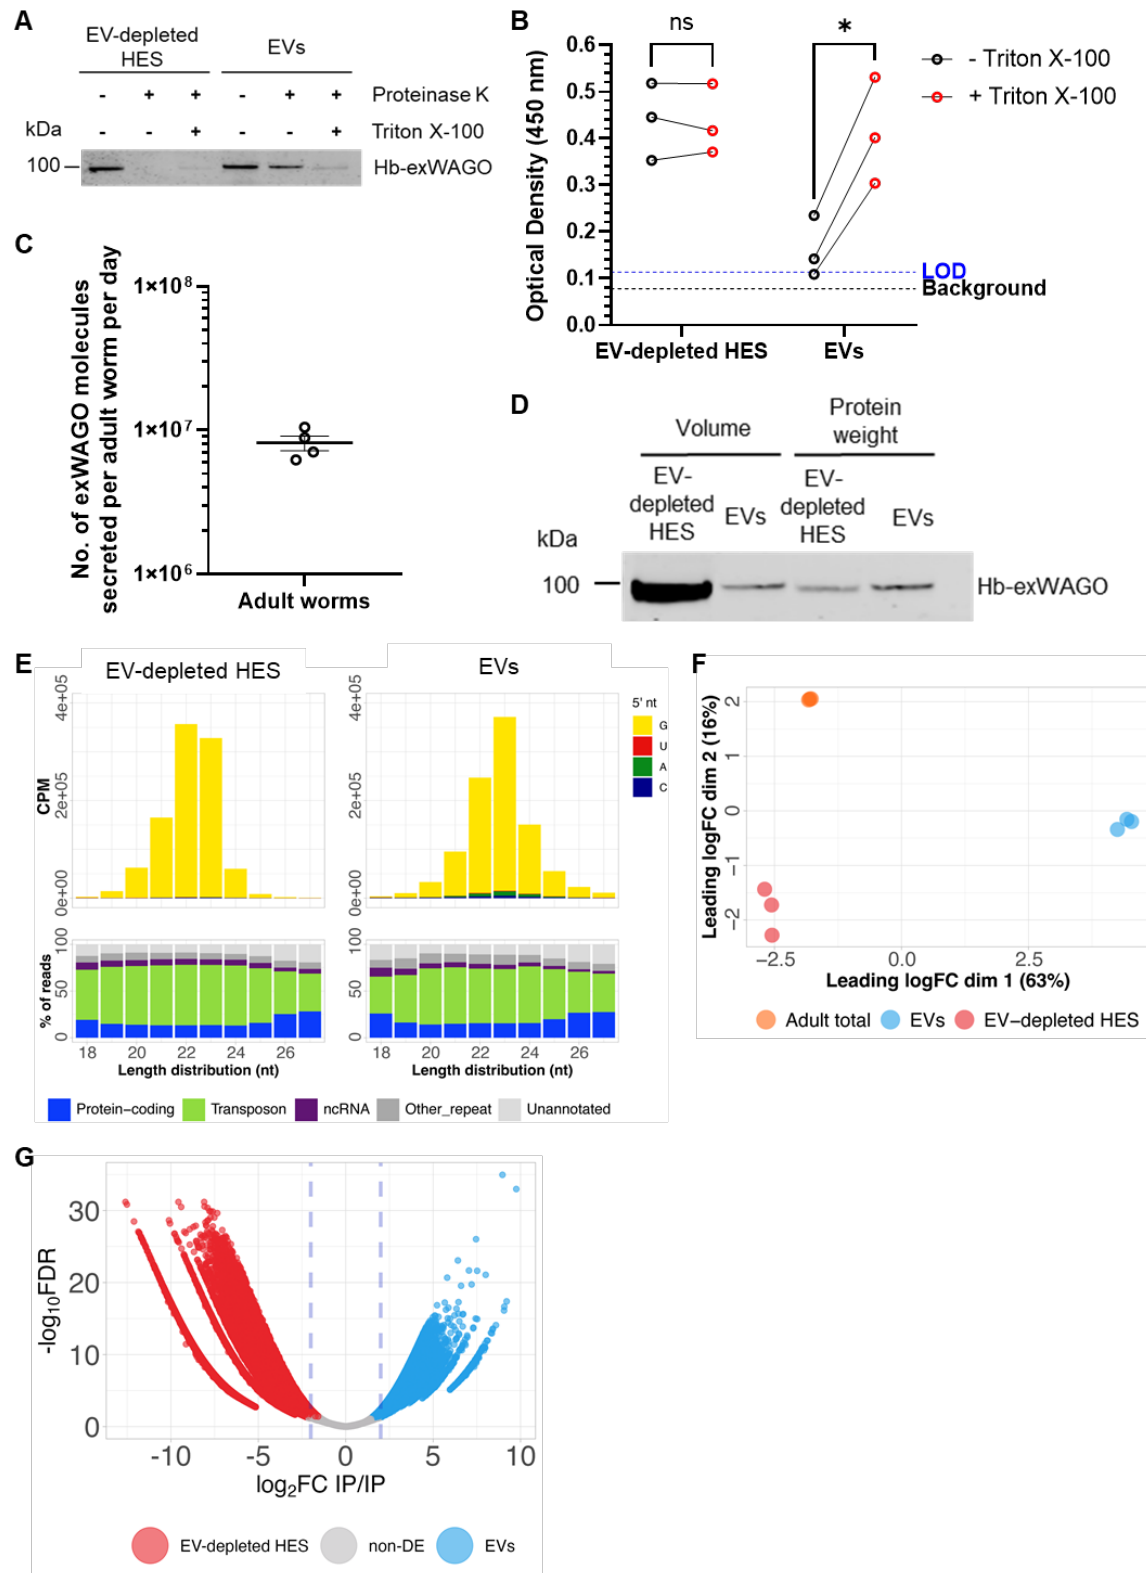 A
EV-depleted
HES
EVs
- + + - + + Proteinase K
kDa - - + - - + Triton X-100
100 Hb-exWAGO
B
ns
*
- Triton X-100
+ Triton X-100
Optical Density (450 nm)
0.6
0.5
0.4
0.3
0.2
0.1
0.0
LOD
Background
EV-depleted HES EVs
C
No. of exWAGO molecules
secreted per adult worm per day
1×10^8
1×10^7
1×10^6
Adult worms
D
Volume
Protein
weight
EV-
depleted
HES
EVs
EV-
depleted
HES
EVs
kDa
100 Hb-exWAGO
E
EV-depleted HES
EVs
CPM
4e+05
2e+05
0e+00
4e+05
2e+05
0e+00
5' nt
G
U
A
C
% of reads
100
50
0
100
50
0
18 20 22 24 26
18 20 22 24 26
Length distribution (nt)
Length distribution (nt)
Protein-coding Transposon ncRNA Other_repeat Unannotated
F
Leading logFC dim 2 (16%)
2
1
0
-1
-2
-2.5 0.0 2.5
Leading logFC dim 1 (63%)
Adult total EVs EV-depleted HES
G
-log₁₀FDR
30
20
10
0
-10 -5 0 5 10
log₂FC IP/IP
EV-depleted HES non-DE EVs